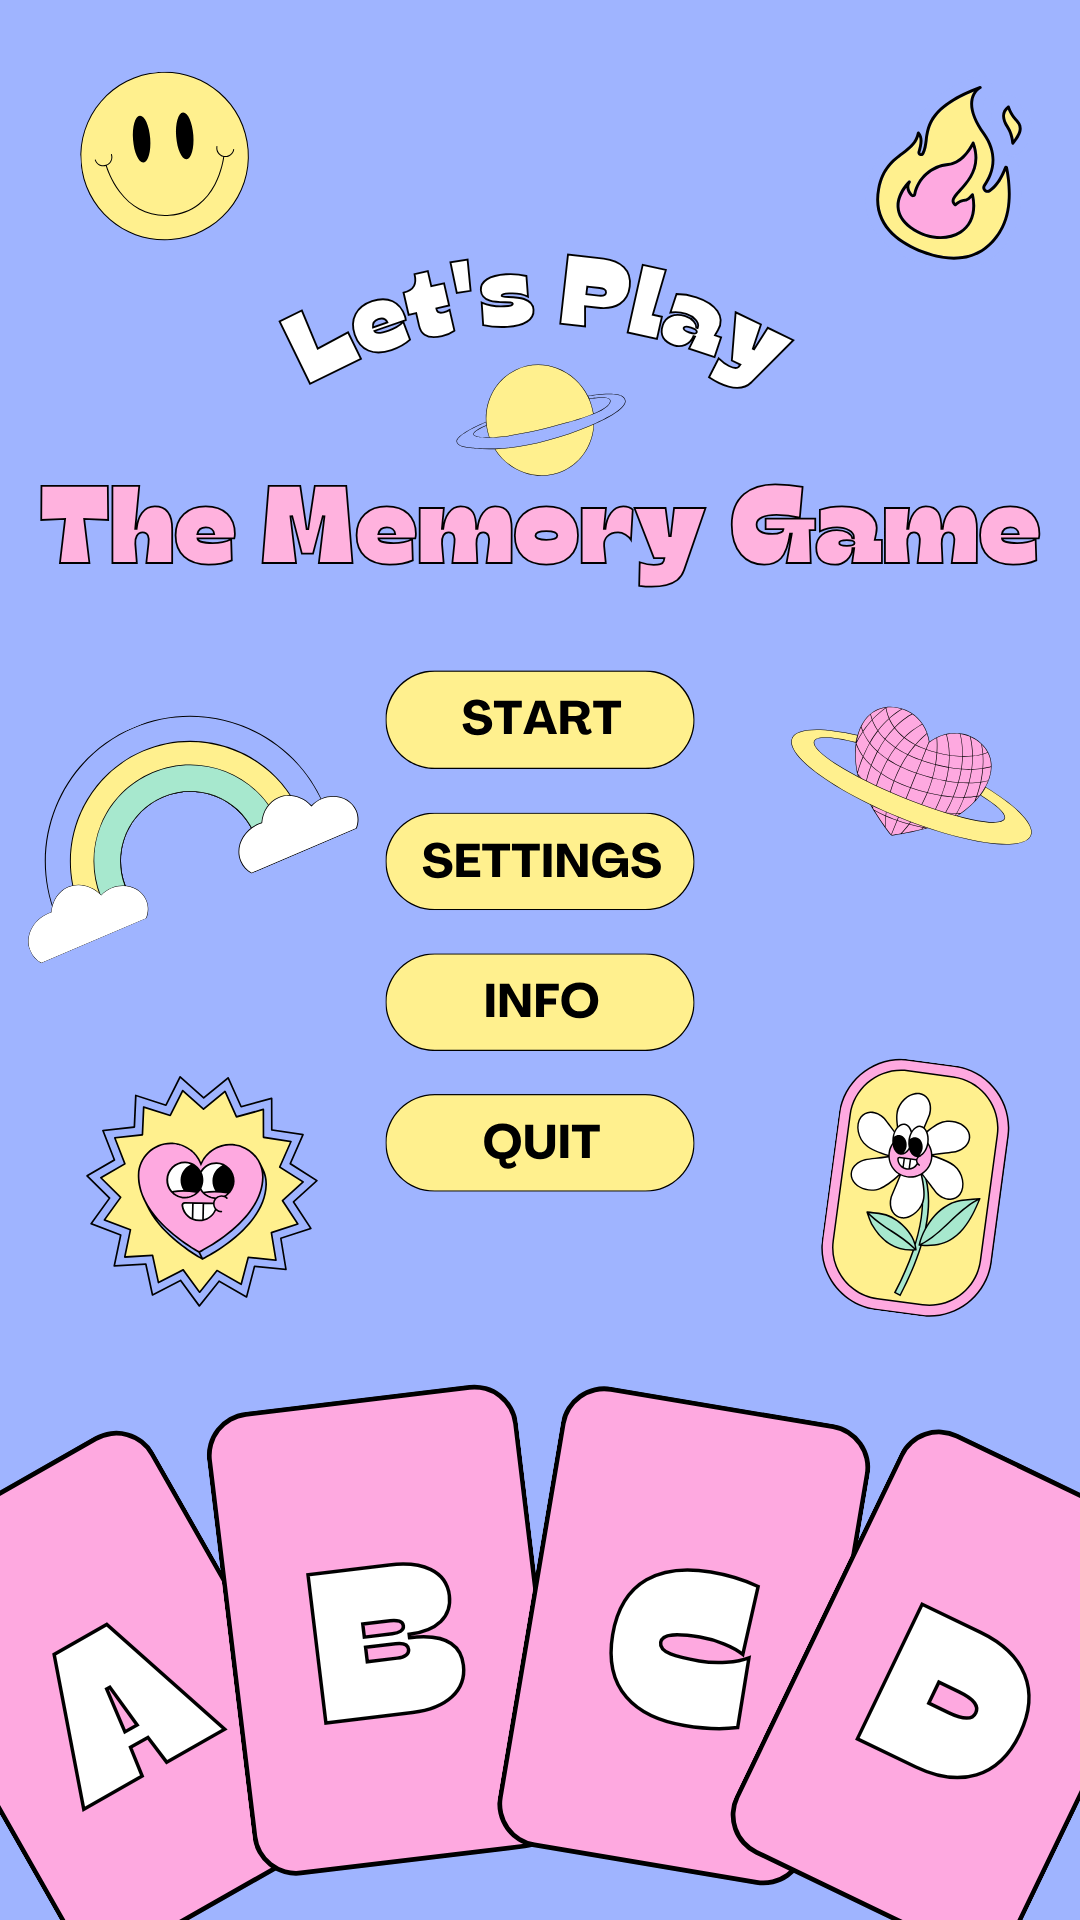 Let's Play
The Memory Game
START
SETTINGS
INFO
QUIT
A B C D